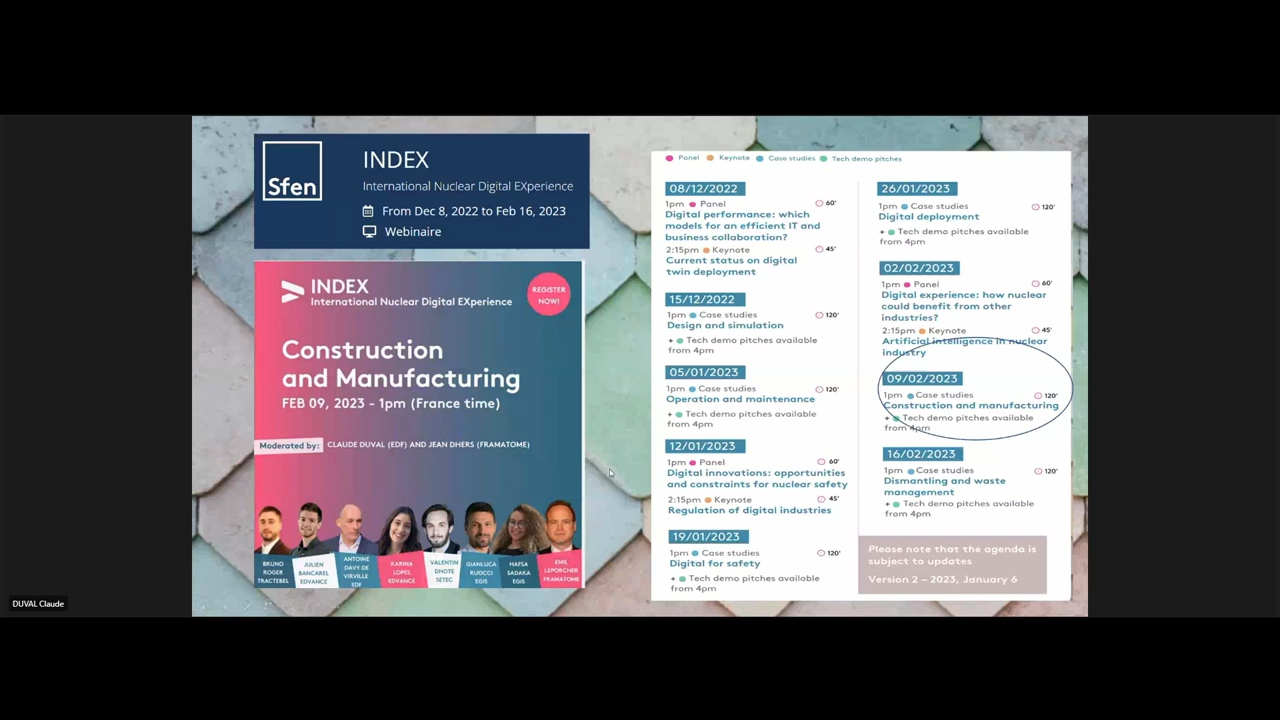 Sfen
INDEX
International Nuclear Digital EXperience
From Dec 8, 2022 to Feb 16, 2023
Webinaire
INDEX
International Nuclear Digital EXperience
REGISTER
NOW!
Construction
and Manufacturing
FEB 09, 2023 - 1pm (France time)
Moderated by: CLAUDE DUVAL (EDF) AND JEAN DHERS (FRAMATOME)
BRUNO
ROGER
TRACTEBEL
JULIEN
BANCAREL
EDVANCE
ANTOINE
DAVY DE
VIRVILLE
EDF
KARINA
LOPES
EDVANCE
VALENTIN
DHOTE
SETEC
GIANLUCA
RUOCCI
EGIS
HAFSA
SADAKA
EGIS
EMIL
LEPORCHER
FRAMATOME
Panel Keynote Case studies Tech demo pitches
08/12/2022
1pm Panel 60'
Digital performance: which
models for an efficient IT and
business collaboration?
2:15pm Keynote 45'
Current status on digital
twin deployment
15/12/2022
1pm Case studies 120'
Design and simulation
+ Tech demo pitches available
from 4pm
05/01/2023
1pm Case studies 120'
Operation and maintenance
+ Tech demo pitches available
from 4pm
12/01/2023
1pm Panel 60'
Digital innovations: opportunities
and constraints for nuclear safety
2:15pm Keynote 45'
Regulation of digital industries
19/01/2023
1pm Case studies 120'
Digital for safety
+ Tech demo pitches available
from 4pm
26/01/2023
1pm Case studies 120'
Digital deployment
+ Tech demo pitches available
from 4pm
02/02/2023
1pm Panel 60'
Digital experience: how nuclear
could benefit from other
industries?
2:15pm Keynote 45'
Artificial intelligence in nuclear
industry
09/02/2023
1pm Case studies 120'
Construction and manufacturing
+ Tech demo pitches available
from 4pm
16/02/2023
1pm Case studies 120'
Dismantling and waste
management
+ Tech demo pitches available
from 4pm
Please note that the agenda is
subject to updates
Version 2 – 2023, January 6
DUVAL Claude